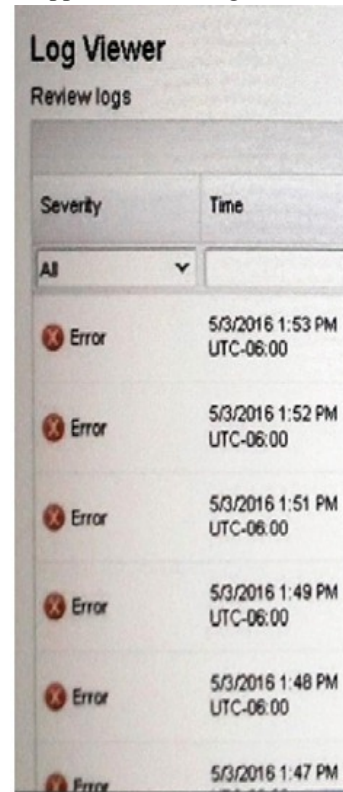 Log Viewer
Review logs
Severity Time
All
Error 5/3/2016 1:53 PM
UTC-06:00
Error 5/3/2016 1:52 PM
UTC-06:00
Error 5/3/2016 1:51 PM
UTC-06:00
Error 5/3/2016 1:49 PM
UTC-06:00
Error 5/3/2016 1:48 PM
UTC-06:00
Error 5/3/2016 1:47 PM